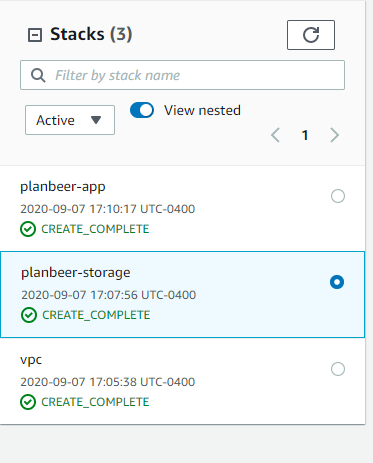 Stacks (3)
Filter by stack name
Active
View nested
1
planbeer-app
2020-09-07 17:10:17 UTC-0400
CREATE_COMPLETE
planbeer-storage
2020-09-07 17:07:56 UTC-0400
CREATE_COMPLETE
vpc
2020-09-07 17:05:38 UTC-0400
CREATE_COMPLETE